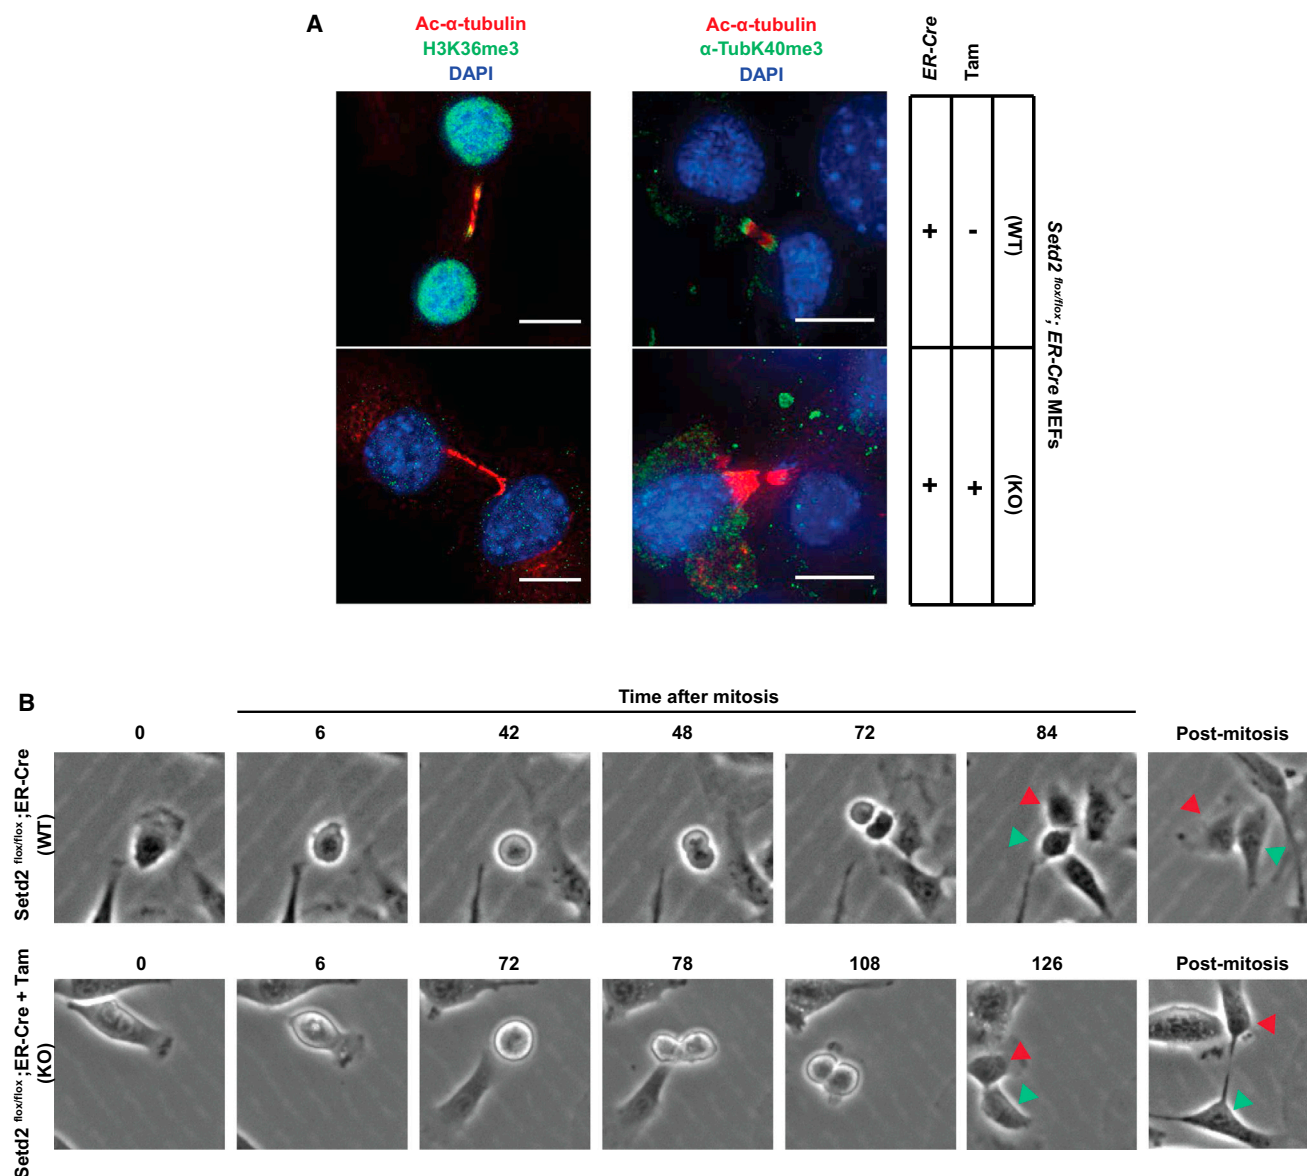 A
Ac-α-tubulin
H3K36me3
DAPI
Ac-α-tubulin
α-TubK40me3
DAPI
ER-Cre
Tam
+
-
(WT)
+
+
(KO)
Setd2 flox/flox; ER-Cre MEFs
B
Time after mitosis
0
6
42
48
72
84
Post-mitosis
Setd2 flox/flox;ER-Cre
(WT)
0
6
72
78
108
126
Post-mitosis
Setd2 flox/flox;ER-Cre + Tam
(KO)